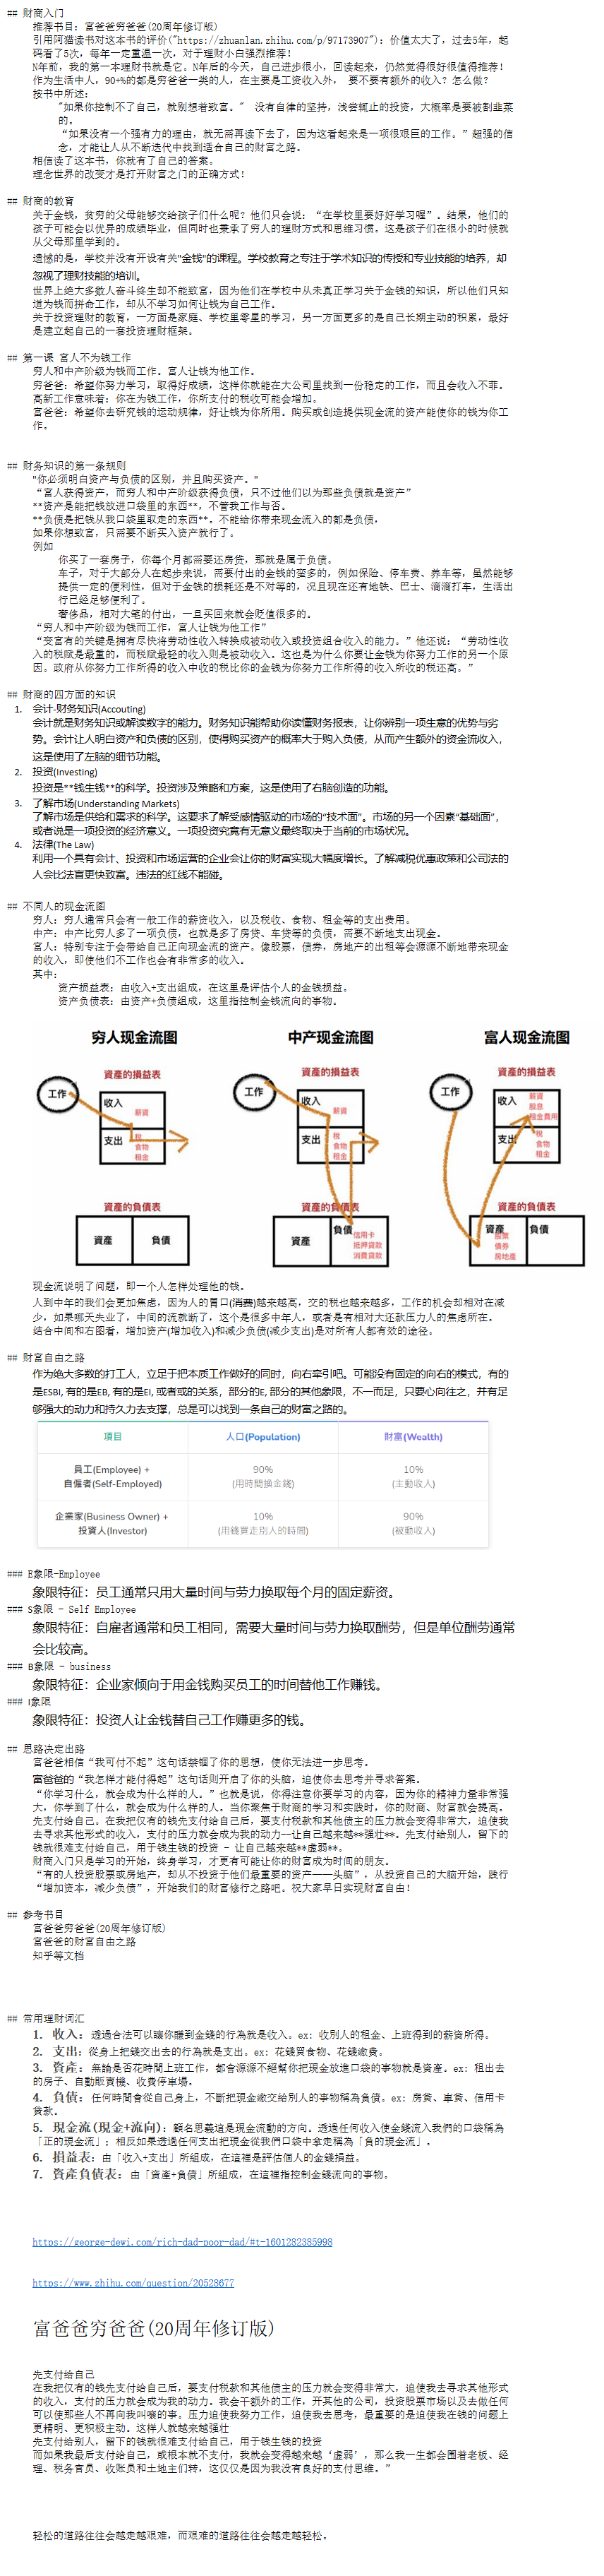 ## 财商入门
推荐书目：富爸爸穷爸爸(20周年修订版)
引用阿猫读书对这本书的评价("https://zhuanlan.zhihu.com/p/97173907")：价值太大了，过去5年，起
码看了5次，每年一定重温一次，对于理财小白强烈推荐！
N年前，我的第一本理财书就是它。N年后的今天，自己进步很小，回读起来，仍然觉得很好很值得推荐！
作为生活中人，90+%的都是穷爸爸一类的人，在主要是工资收入外， 要不要有额外的收入？怎么做？
按书中所述：
"如果你控制不了自己，就别想着致富。" 没有自律的坚持，浅尝辄止的投资，大概率是要被割韭菜
的。
“如果没有一个强有力的理由，就无需再读下去了，因为这看起来是一项很艰巨的工作。”超强的信
念，才能让人从不断迭代中找到适合自己的财富之路。
相信读了这本书，你就有了自己的答案。
理念世界的改变才是打开财富之门的正确方式！
## 财商的教育
关于金钱，贫穷的父母能够交给孩子们什么呢？他们只会说：“在学校里要好好学习喔”。结果，他们的
孩子可能会以优异的成绩毕业，但同时也秉承了穷人的理财方式和思维习惯。这是孩子们在很小的时候就
从父母那里学到的。
遗憾的是，学校并没有开设有关"金钱"的课程。学校教育之专注于学术知识的传授和专业技能的培养，却
忽视了理财技能的培训。
世界上绝大多数人奋斗终生却不能致富，因为他们在学校中从未真正学习关于金钱的知识，所以他们只知
道为钱而拼命工作，却从不学习如何让钱为自己工作。
关于投资理财的教育，一方面是家庭、学校里零星的学习，另一方面更多的是自己长期主动的积累，最好
是建立起自己的一套投资理财框架。
## 第一课 富人不为钱工作
穷人和中产阶级为钱而工作。富人让钱为他工作。
穷爸爸：希望你努力学习，取得好成绩，这样你就能在大公司里找到一份稳定的工作，而且会收入不菲。
高薪工作意味着：你在为钱工作，你所支付的税收可能会增加。
富爸爸：希望你去研究钱的运动规律，好让钱为你所用。购买或创造提供现金流的资产能使你的钱为你工
作。
## 财务知识的第一条规则
"你必须明白资产与负债的区别，并且购买资产。"
“富人获得资产，而穷人和中产阶级获得负债，只不过他们以为那些负债就是资产”
**资产是能把钱放进口袋里的东西**，不管我工作与否。
**负债是把钱从我口袋里取走的东西**。不能给你带来现金流入的都是负债，
如果你想致富，只需要不断买入资产就行了。
例如
你买了一套房子，你每个月都需要还房贷，那就是属于负债。
车子，对于大部分人在起步来说，需要付出的金钱的蛮多的，例如保险、停车费、养车等，虽然能够
提供一定的便利性，但对于金钱的损耗还是不对等的，况且现在还有地铁、巴士、滴滴打车，生活出
行已经足够便利了。
奢侈品，相对大笔的付出，一旦买回来就会贬值很多的。
“穷人和中产阶级为钱而工作，富人让钱为他工作”
“变富有的关键是拥有尽快将劳动性收入转换成被动收入或投资组合收入的能力。”他还说：“劳动性收
入的税赋是最重的，而税赋最轻的收入则是被动收入。这也是为什么你要让金钱为你努力工作的另一个原
因。政府从你努力工作所得的收入中收的税比你的金钱为你努力工作所得的收入所收的税还高。”
## 财商的四方面的知识
1. 会计-财务知识(Accouting)
会计就是财务知识或解读数字的能力。财务知识能帮助你读懂财务报表，让你辨别一项生意的优势与劣
势。会计让人明白资产和负债的区别，使得购买资产的概率大于购入负债，从而产生额外的资金流收入，
这是使用了左脑的细节功能。
2. 投资(Investing)
投资是**钱生钱**的科学。投资涉及策略和方案，这是使用了右脑创造的功能。
3. 了解市场(Understanding Markets)
了解市场是供给和需求的科学。这要求了解受感情驱动的市场的“技术面”。市场的另一个因素“基础面”，
或者说是一项投资的经济意义。一项投资究竟有无意义最终取决于当前的市场状况。
4. 法律(The Law)
利用一个具有会计、投资和市场运营的企业会让你的财富实现大幅度增长。了解减税优惠政策和公司法的
人会比法盲更快致富。违法的红线不能碰。
## 不同人的现金流图
穷人：穷人通常只会有一般工作的薪资收入，以及税收、食物、租金等的支出费用。
中产：中产比穷人多了一项负债，也就是多了房贷、车贷等的负债，需要不断地支出现金。
富人：特别专注于会带给自己正向现金流的资产。像股票，债券，房地产的出租等会源源不断地带来现金
的收入，即使他们不工作也会有非常多的收入。
其中：
资产损益表：由收入+支出组成，在这里是评估个人的金钱损益。
资产负债表：由资产+负债组成，这里指控制金钱流向的事物。
穷人现金流图 中产现金流图 富人现金流图
資產的損益表 資產的損益表 資產的損益表
工作 收入 薪資 支出 税 食物 租金
工作 收入 薪資 支出 税 食物 租金
工作 收入 薪資 股息 租金費用 支出 税 食物 租金
資產的負債表 資產的負債表 資產的負債表
資產 負債
資產 負債 信用卡 抵押貸款 消費貸款
資產 股票 債券 房地產 負債
现金流说明了问题，即一个人怎样处理他的钱。
人到中年的我们会更加焦虑，因为人的胃口(消费)越来越高，交的税也越来越多，工作的机会却相对在减
少，如果哪天失业了，中间的流就断了，这个是很多中年人，或者是有相对大还款压力人的焦虑所在。
结合中间和右图看，增加资产(增加收入)和减少负债(减少支出)是对所有人都有效的途径。
## 财富自由之路
作为绝大多数的打工人，立足于把本质工作做好的同时，向右牵引吧。可能没有固定的向右的模式，有的
是ESBI, 有的是EB, 有的是EI, 或者或的关系，部分的E, 部分的其他象限，不一而足，只要心向往之，并有足
够强大的动力和持久力去支撑，总是可以找到一条自己的财富之路的。
項目 人口(Population) 財富(Wealth)
員工(Employee) +
自僱者(Self-Employed)
90%
(用時間換金錢)
10%
(主動收入)
企業家(Business Owner) +
投資人(Investor)
10%
(用錢買走別人的時間)
90%
(被動收入)
### E象限-Employee
象限特征：员工通常只用大量时间与劳力换取每个月的固定薪资。
### S象限 - Self Employee
象限特征：自雇者通常和员工相同，需要大量时间与劳力换取酬劳，但是单位酬劳通常
会比较高。
### B象限 - business
象限特征：企业家倾向于用金钱购买员工的时间替他工作赚钱。
### I象限
象限特征：投资人让金钱替自己工作赚更多的钱。
## 思路决定出路
富爸爸相信“我可付不起”这句话禁锢了你的思想，使你无法进一步思考。
富爸爸的“我怎样才能付得起”这句话则开启了你的头脑，迫使你去思考并寻求答案。
“你学习什么，就会成为什么样的人。”也就是说，你得注意你要学习的内容，因为你的精神力量非常强
大，你学到了什么，就会成为什么样的人。当你聚焦于财商的学习和实践时，你的财商、财富就会提高。
先支付给自己。在我把仅有的钱先支付给自己后，要支付税款和其他债主的压力会变得非常大，迫使我
去寻求其他形式的收入，支付的压力就会成为我的动力--让自己越来越**强壮**。先支付给别人，留下的
钱就很难支付给自己，用于钱生钱的投资 - 让自己越来越**虚弱**。
财商入门只是学习的开始，终身学习，才更有可能让你的财富成为时间的朋友。
“有的人投资股票或房地产，却从不投资于他们最重要的资产——头脑”，从投资自己的大脑开始，践行
“增加资本，减少负债”，开始我们的财富修行之路吧。祝大家早日实现财富自由！
## 参考书目
富爸爸穷爸爸(20周年修订版)
富爸爸的财富自由之路
知乎等文档
## 常用理财词汇
1. 收入：透過合法可以讓你賺到金錢的行為就是收入。ex: 收別人的租金、上班得到的薪資所得。
2. 支出：從身上把錢交出去的行為就是支出。ex: 花錢買食物、花錢繳費。
3. 資產：無論是否花時間上班工作，都會源源不絕幫你把現金放進口袋的事物就是資產。ex: 租出去
的房子、自動販賣機、收費停車場。
4. 負債：任何時間會從自己身上，不斷把現金繳交給別人的事物稱為負債。ex: 房貸、車貸、信用卡
貸款。
5. 現金流(現金+流向)：顧名思義這是現金流動的方向。透過任何收入使金錢流入我們的口袋稱為
「正的現金流」；相反如果透過任何支出把現金從我們口袋中拿走稱為「負的現金流」。
6. 損益表：由「收入+支出」所組成，在這裡是評估個人的金錢損益。
7. 資產負債表：由「資產+負債」所組成，在這裡指控制金錢流向的事物。
https://george-dewi.com/rich-dad-poor-dad/#t-1601282385998
https://www.zhihu.com/question/20528677
富爸爸穷爸爸(20周年修订版)
先支付给自己
在我把仅有的钱先支付给自己后，要支付税款和其他债主的压力就会变得非常大，迫使我去寻求其他形式
的收入，支付的压力就会成为我的动力。我会干额外的工作，开其他的公司，投资股票市场以及去做任何
可以使那些人不再向我叫嚷的事。压力迫使我努力工作，迫使我去思考，最重要的是迫使我在钱的问题上
更精明、更积极主动。这样人就越来越强壮
先支付给别人，留下的钱就很难支付给自己，用于钱生钱的投资
而如果我最后支付给自己，或根本就不支付，我就会变得越来越‘虚弱’，那么我一生都会围着老板、经
理、税务官员、收账员和土地主们转，这仅仅是因为我没有良好的支付思维。”
轻松的道路往往会越走越艰难，而艰难的道路往往会越走越轻松。